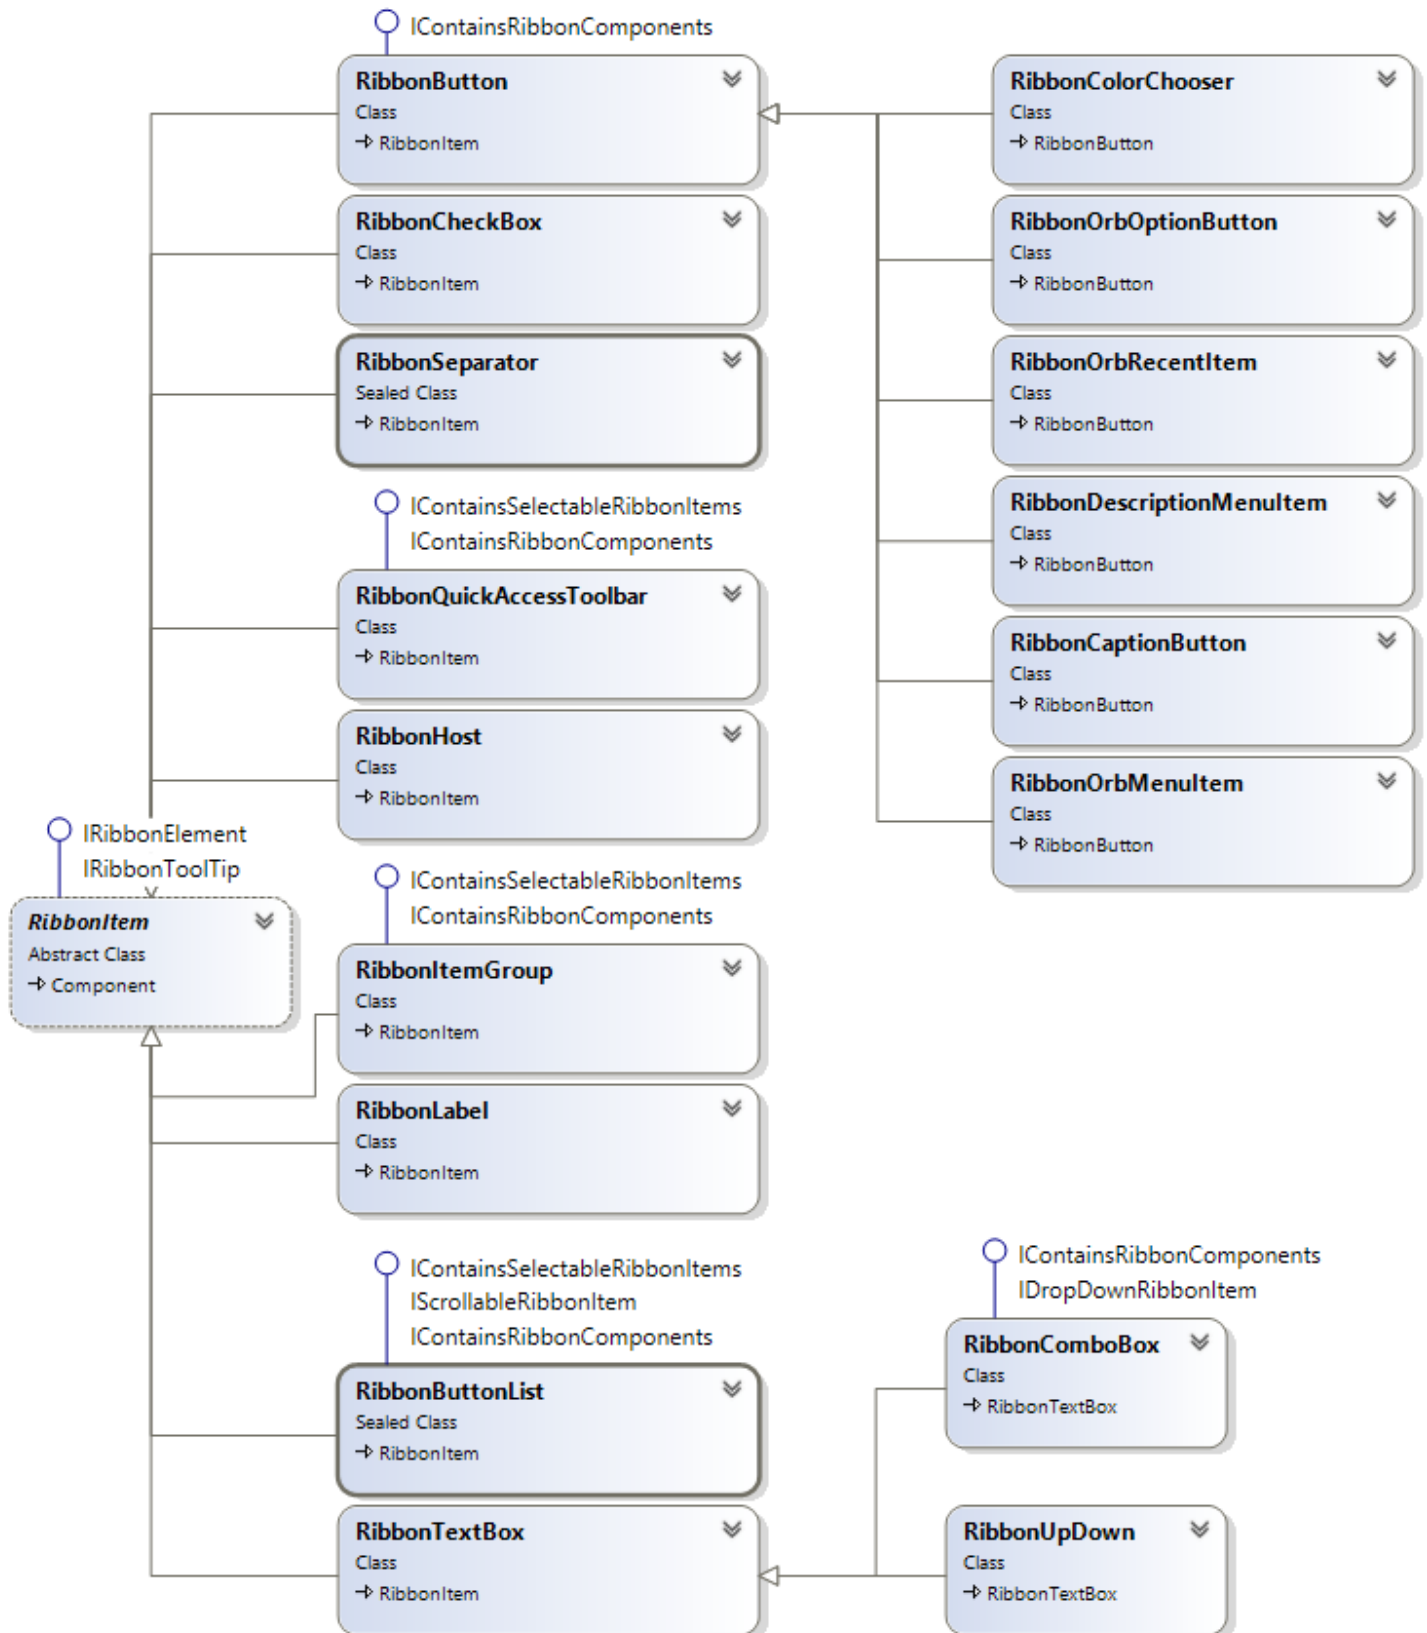 IContainsRibbonComponents
RibbonButton
Class
RibbonItem
RibbonCheckBox
Class
RibbonItem
RibbonSeparator
Sealed Class
RibbonItem
IContainsSelectableRibbonItems
IContainsRibbonComponents
RibbonQuickAccessToolbar
Class
RibbonItem
RibbonHost
Class
RibbonItem
IRibbonElement
IRibbonToolTip
RibbonItem
Abstract Class
Component
IContainsSelectableRibbonItems
IContainsRibbonComponents
RibbonItemGroup
Class
RibbonItem
RibbonLabel
Class
RibbonItem
IContainsSelectableRibbonItems
IScrollableRibbonItem
IContainsRibbonComponents
RibbonButtonList
Sealed Class
RibbonItem
RibbonTextBox
Class
RibbonItem
RibbonColorChooser
Class
RibbonButton
RibbonOrbOptionButton
Class
RibbonButton
RibbonOrbRecentItem
Class
RibbonButton
RibbonDescriptionMenuItem
Class
RibbonButton
RibbonCaptionButton
Class
RibbonButton
RibbonOrbMenuItem
Class
RibbonButton
IContainsRibbonComponents
IDropDownRibbonItem
RibbonComboBox
Class
RibbonTextBox
RibbonUpDown
Class
RibbonTextBox